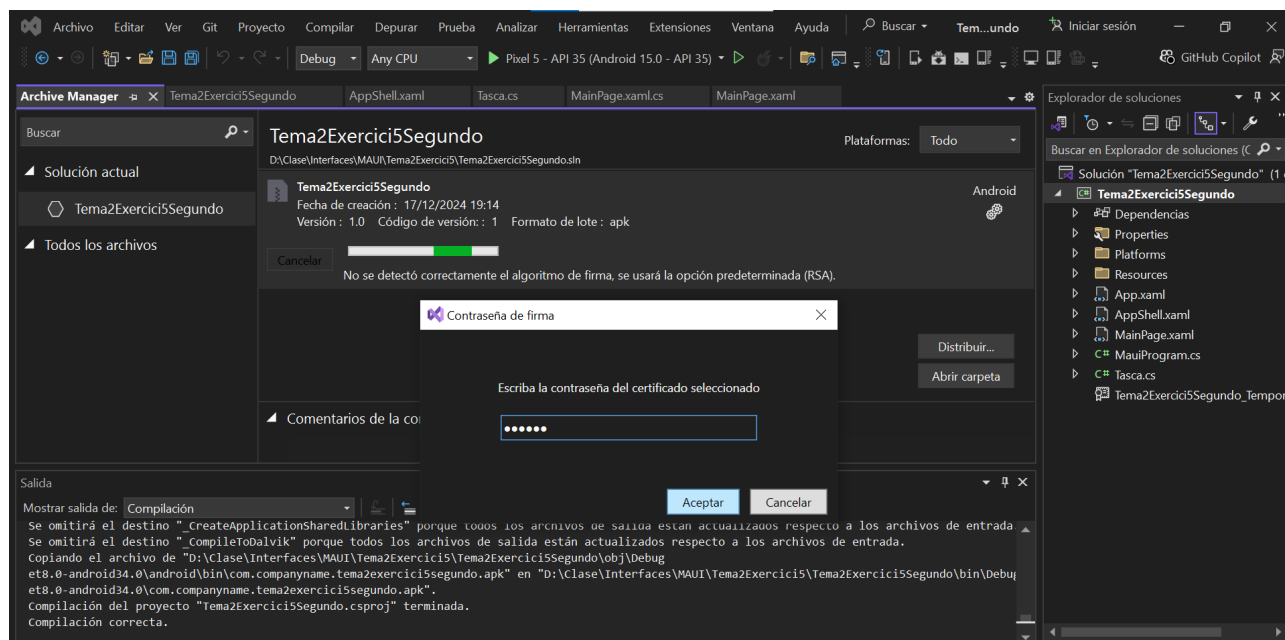 Archivo Editar Ver Git Proyecto Compilar Depurar Prueba Analizar Herramientas Extensiones Ventana Ayuda Buscar Tem...undo Iniciar sesión
Debug Any CPU Pixel 5 - API 35 (Android 15.0 - API 35) GitHub Copilot
Archive Manager Tema2Exercici5Segundo AppShell.xaml Tasca.cs MainPage.xaml.cs MainPage.xaml
Buscar
Solución actual
Tema2Exercici5Segundo
Todos los archivos
Tema2Exercici5Segundo
D:\Clase\Interfaces\MAUI\Tema2Exercici5\Tema2Exercici5Segundo.sln
Plataformas: Todo
Tema2Exercici5Segundo
Fecha de creación : 17/12/2024 19:14
Versión : 1.0 Código de versión: : 1 Formato de lote : apk
Android
Cancelar
No se detectó correctamente el algoritmo de firma, se usará la opción predeterminada (RSA).
Contraseña de firma
Escriba la contraseña del certificado seleccionado
••••••
Aceptar Cancelar
Distribuir...
Abrir carpeta
Comentarios de la co
Explorador de soluciones
Buscar en Explorador de soluciones (C
Solución "Tema2Exercici5Segundo" (1
Tema2Exercici5Segundo
Dependencias
Properties
Platforms
Resources
App.xaml
AppShell.xaml
MainPage.xaml
C# MauiProgram.cs
C# Tasca.cs
Tema2Exercici5Segundo_Tempor
Salida
Mostrar salida de: Compilación
Se omitirá el destino "_CreateApplicationSharedLibraries" porque todos los archivos de salida están actualizados respecto a los archivos de entrada
Se omitirá el destino "_CompileToDalvik" porque todos los archivos de salida están actualizados respecto a los archivos de entrada.
Copiando el archivo de "D:\Clase\Interfaces\MAUI\Tema2Exercici5\Tema2Exercici5Segundo\obj\Debug
et8.0-android34.0\android\bin\com.companyname.tema2exercici5segundo.apk" en "D:\Clase\Interfaces\MAUI\Tema2Exercici5\Tema2Exercici5Segundo\bin\Debug
et8.0-android34.0\com.companyname.tema2exercici5segundo.apk".
Compilación del proyecto "Tema2Exercici5Segundo.csproj" terminada.
Compilación correcta.